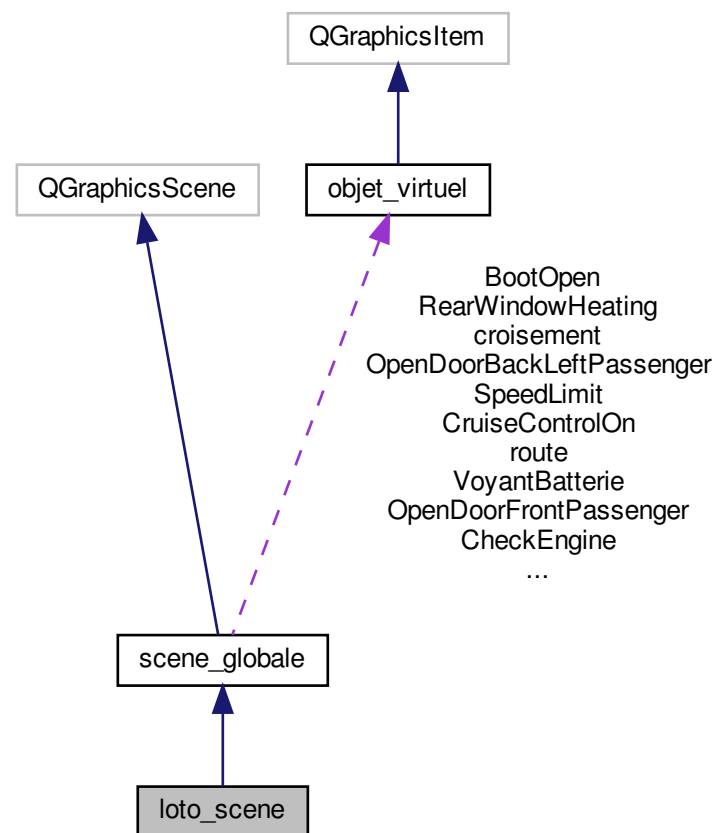 QGraphicsItem
QGraphicsScene
objet_virtuel
BootOpen
RearWindowHeating
croisement
OpenDoorBackLeftPassenger
SpeedLimit
CruiseControlOn
route
VoyantBatterie
OpenDoorFrontPassenger
CheckEngine
...
scene_globale
loto_scene